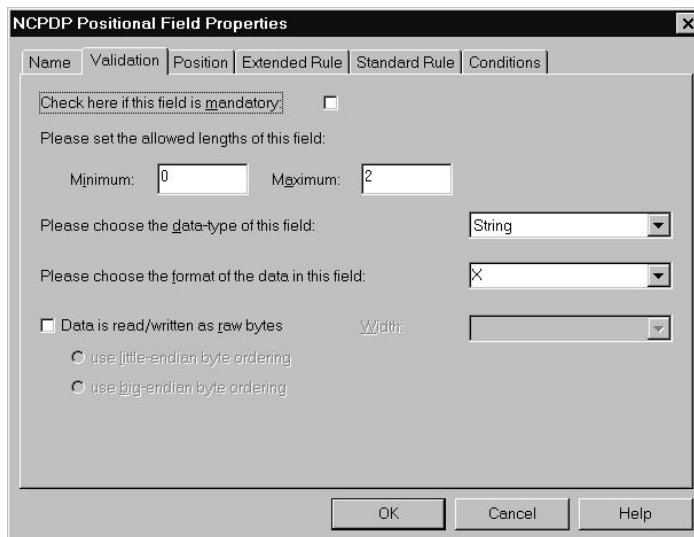 NCPDP Positional Field Properties
Name Validation Position Extended Rule Standard Rule Conditions
Check here if this field is mandatory:
Please set the allowed lengths of this field:
Minimum: 0 Maximum: 2
Please choose the data-type of this field: String
Please choose the format of the data in this field: X
Data is read/written as raw bytes Width:
use little-endian byte ordering
use big-endian byte ordering
OK Cancel Help